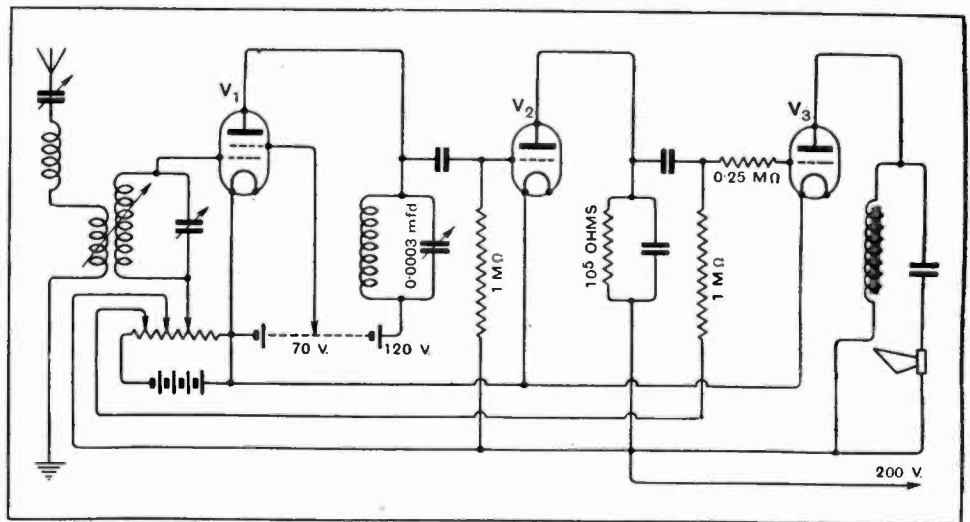 V1
V2
V3
0.25 MΩ
0·0003 mfd
1 MΩ
10⁵ OHMS
1 MΩ
70 V.
120 V.
200 V.